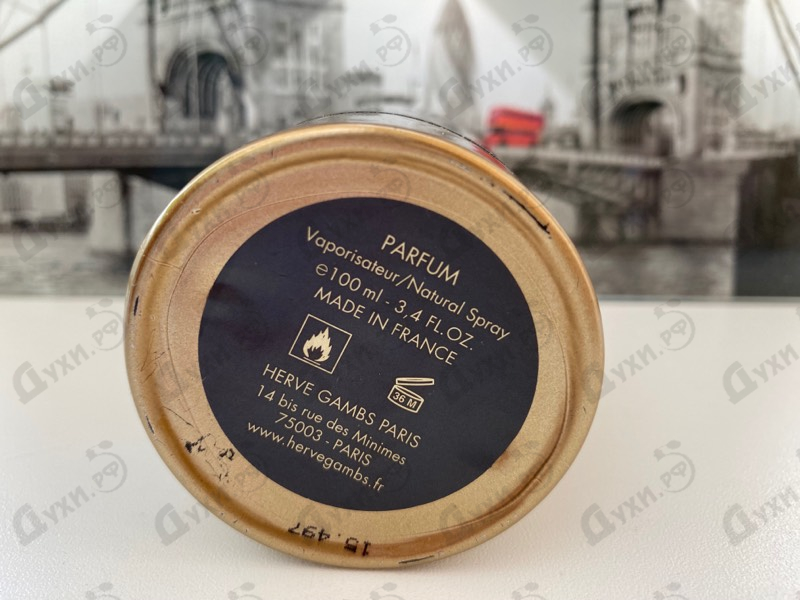 PARFUM
Vaporisateur/Natural Spray
℮ 100 ml - 3,4 FL.OZ.
MADE IN FRANCE
36 M
HERVE GAMBS PARIS
14 bis rue des Minimes
75003 - PARIS
www.hervegambs.fr
15.497
Духи.РФ